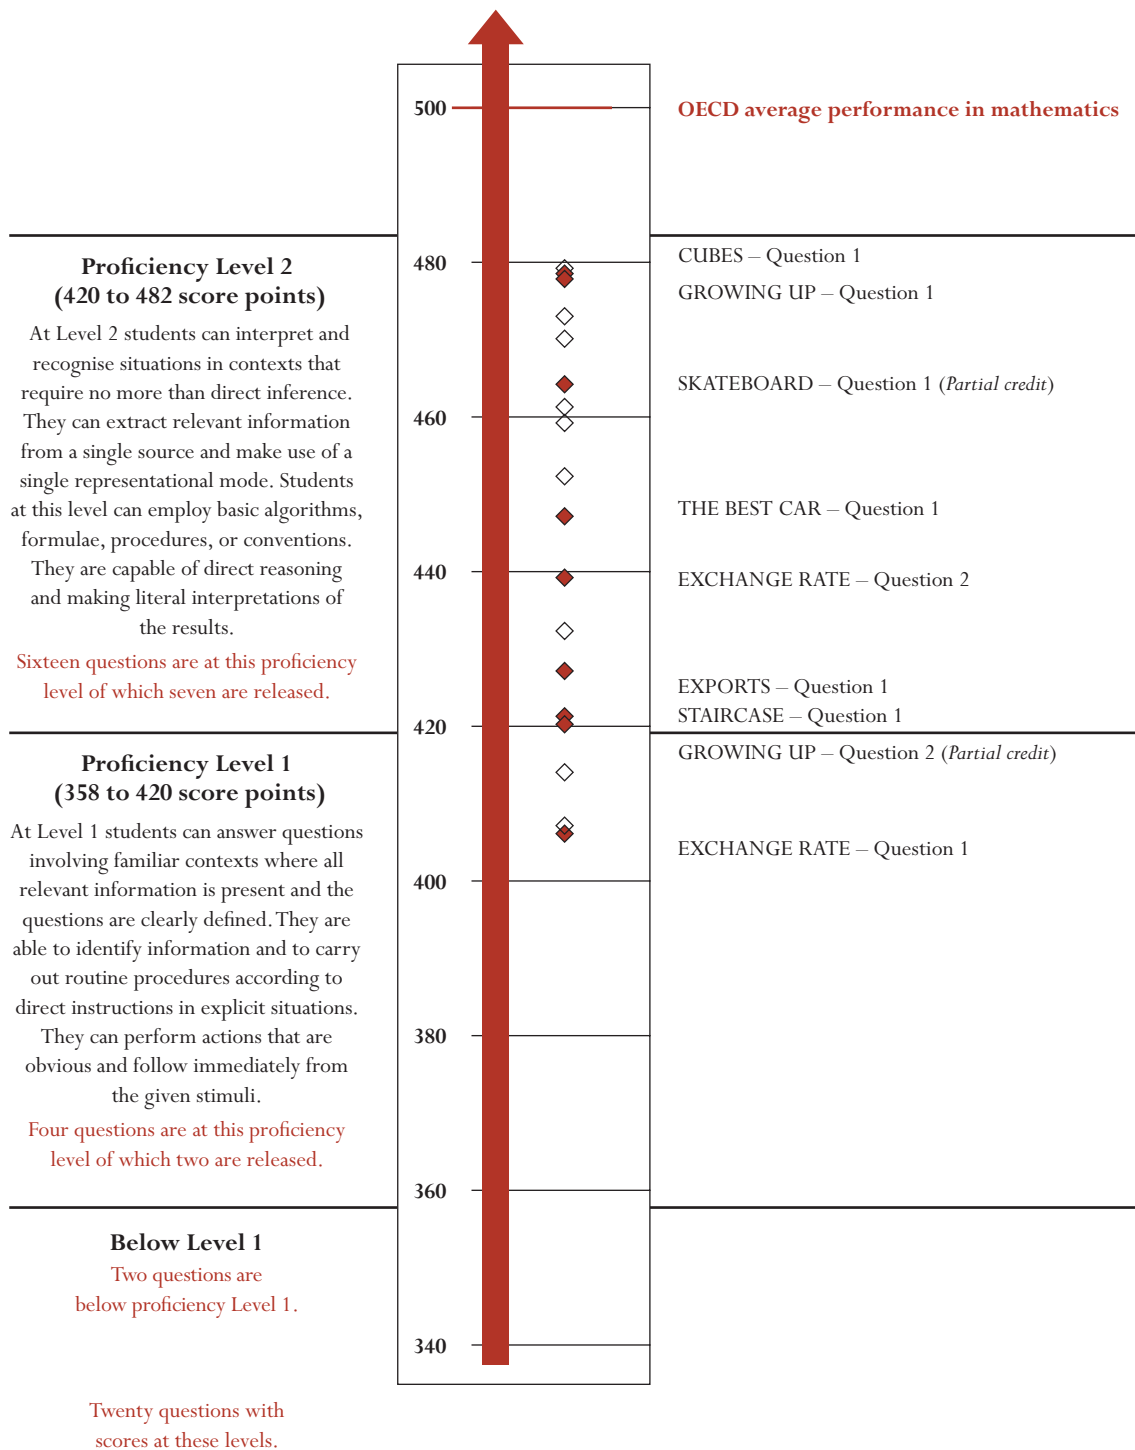 500
OECD average performance in mathematics
Proficiency Level 2
(420 to 482 score points)
At Level 2 students can interpret and
recognise situations in contexts that
require no more than direct inference.
They can extract relevant information
from a single source and make use of a
single representational mode. Students
at this level can employ basic algorithms,
formulae, procedures, or conventions.
They are capable of direct reasoning
and making literal interpretations of
the results.
Sixteen questions are at this proficiency
level of which seven are released.
480
460
440
420
CUBES – Question 1
GROWING UP – Question 1
SKATEBOARD – Question 1 (Partial credit)
THE BEST CAR – Question 1
EXCHANGE RATE – Question 2
EXPORTS – Question 1
STAIRCASE – Question 1
Proficiency Level 1
(358 to 420 score points)
At Level 1 students can answer questions
involving familiar contexts where all
relevant information is present and the
questions are clearly defined. They are
able to identify information and to carry
out routine procedures according to
direct instructions in explicit situations.
They can perform actions that are
obvious and follow immediately from
the given stimuli.
Four questions are at this proficiency
level of which two are released.
400
380
360
GROWING UP – Question 2 (Partial credit)
EXCHANGE RATE – Question 1
Below Level 1
Two questions are
below proficiency Level 1.
340
Twenty questions with
scores at these levels.